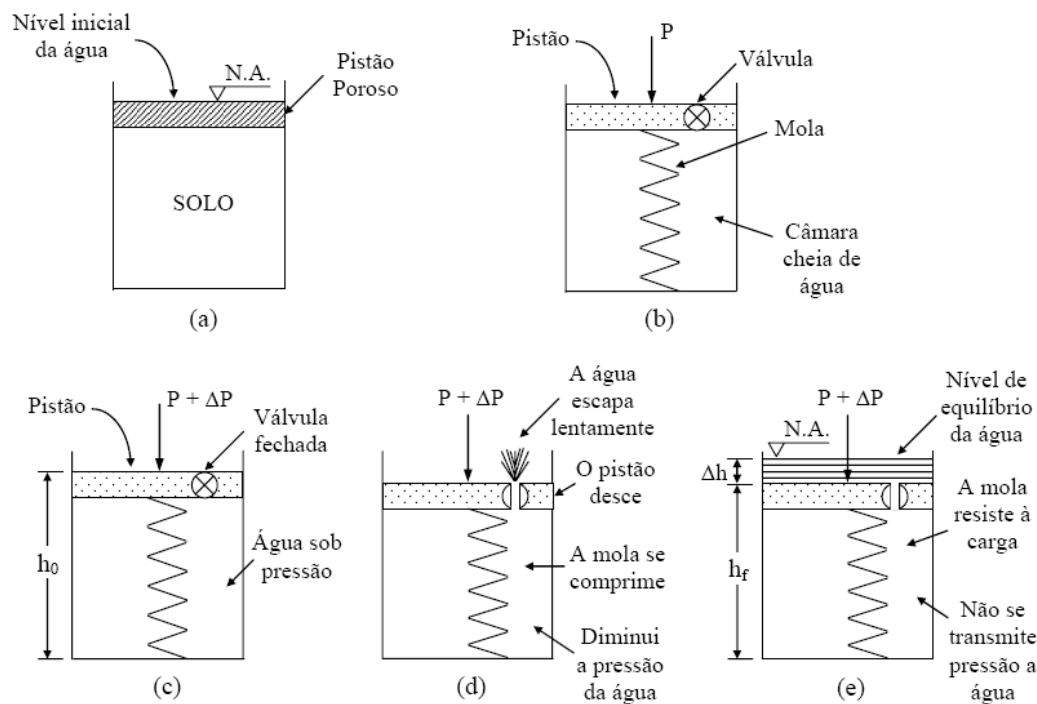 Nível inicial
da água
N.A.
Pistão
Poroso
SOLO
(a)
Pistão
P
Válvula
Mola
Câmara
cheia de
água
(b)
Pistão
P + ΔP
Válvula
fechada
h₀
Água sob
pressão
(c)
P + ΔP
A água
escapa
lentamente
O pistão
desce
A mola se
comprime
Diminui
a pressão
da água
(d)
N.A.
P + ΔP
Nível de
equilíbrio
da água
Δh
hf
A mola
resiste à
carga
Não se
transmite
pressão a
água
(e)